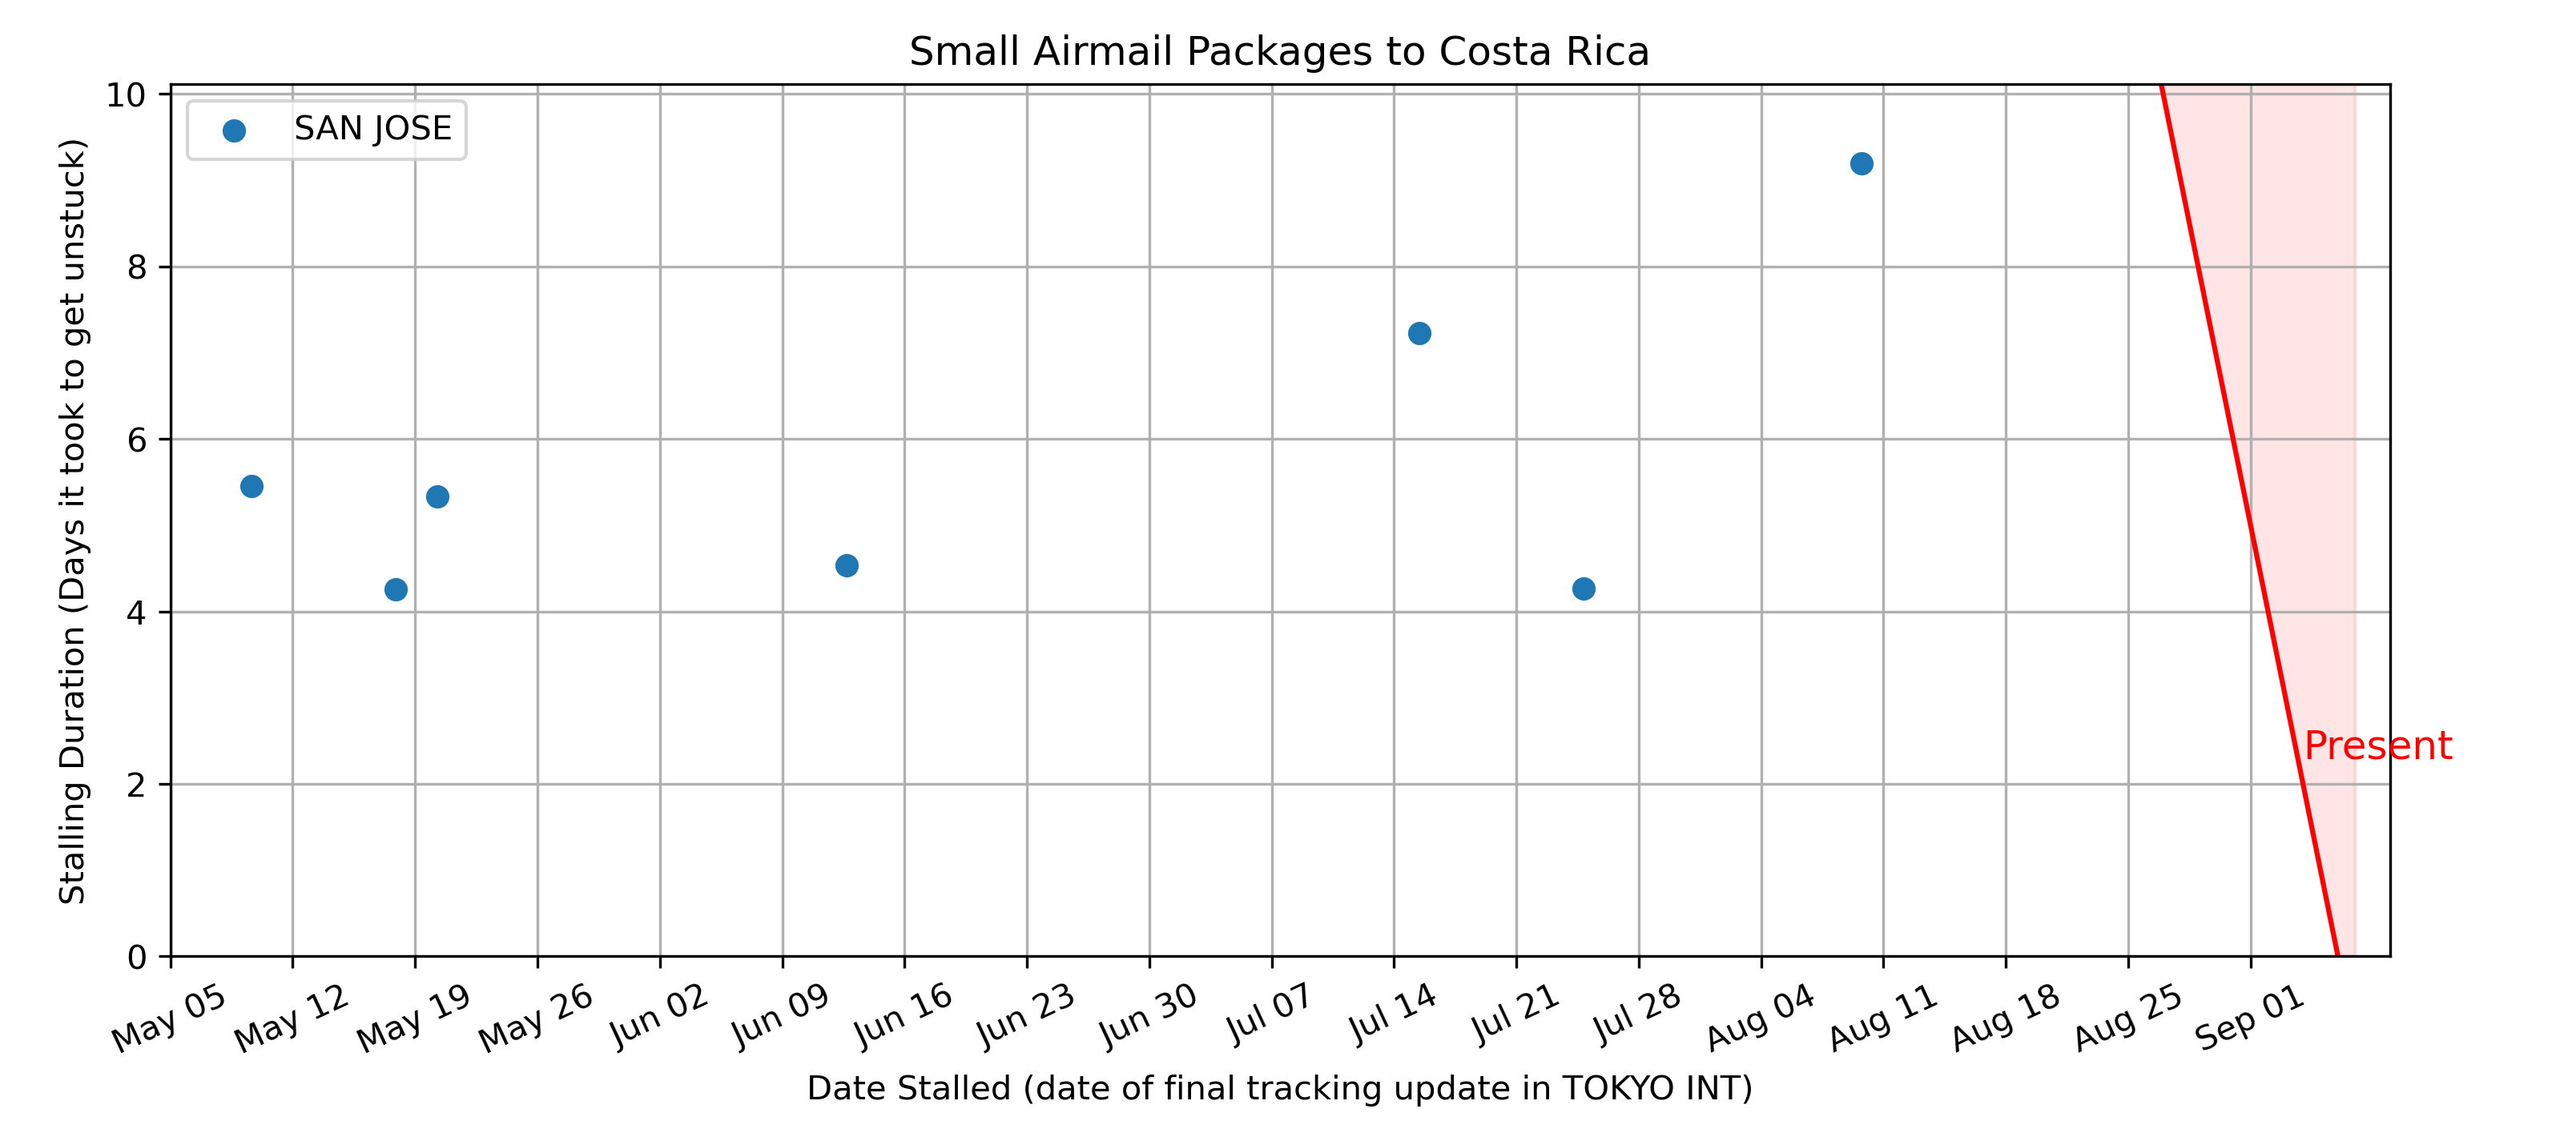 Small Airmail Packages to Costa Rica
SAN JOSE
Stalling Duration (Days it took to get unstuck)
10
8
6
4
2
0
Present
May 05
May 12
May 19
May 26
Jun 02
Jun 09
Jun 16
Jun 23
Jun 30
Jul 07
Jul 14
Jul 21
Jul 28
Aug 04
Aug 11
Aug 18
Aug 25
Sep 01
Date Stalled (date of final tracking update in TOKYO INT)